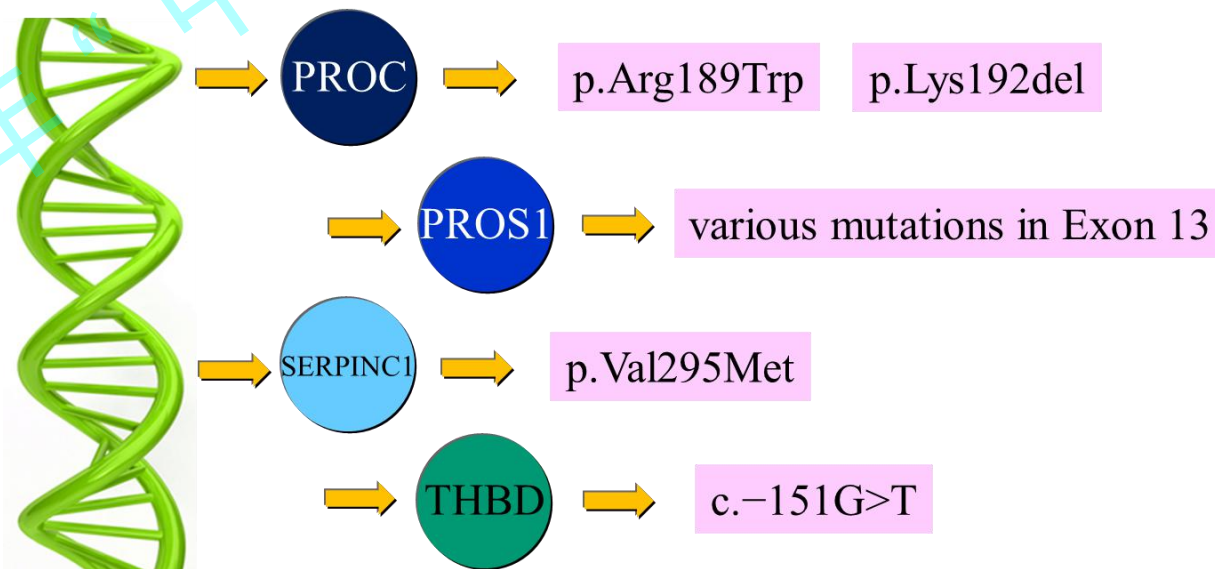 PROC
p.Arg189Trp
p.Lys192del
PROS1
various mutations in Exon 13
SERPINC1
p.Val295Met
THBD
c.−151G>T